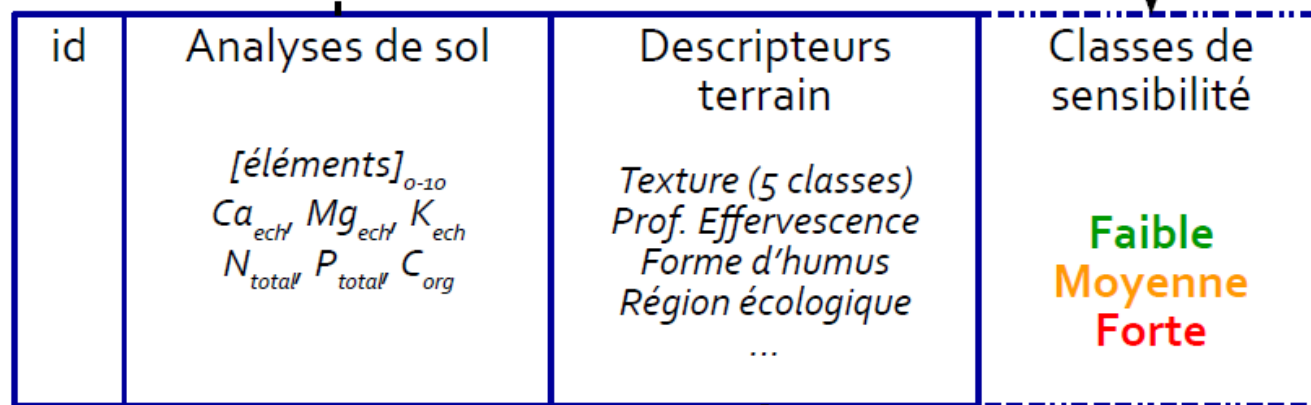 id
Analyses de sol
[éléments]0-10
Caech, Mgech, Kech
Ntotal, Ptotal, Corg
Descripteurs
terrain
Texture (5 classes)
Prof. Effervescence
Forme d'humus
Région écologique
...
Classes de
sensibilité
Faible
Moyenne
Forte